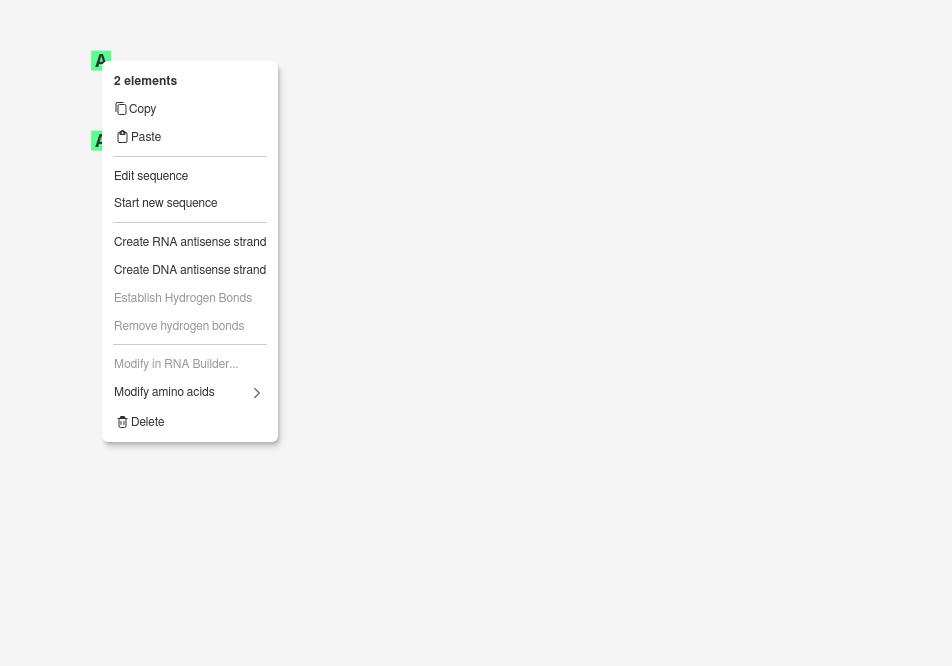 A
2 elements
Copy
A
Paste
Edit sequence
Start new sequence
Create RNA antisense strand
Create DNA antisense strand
Establish Hydrogen Bonds
Remove hydrogen bonds
Modify in RNA Builder...
Modify amino acids
Delete